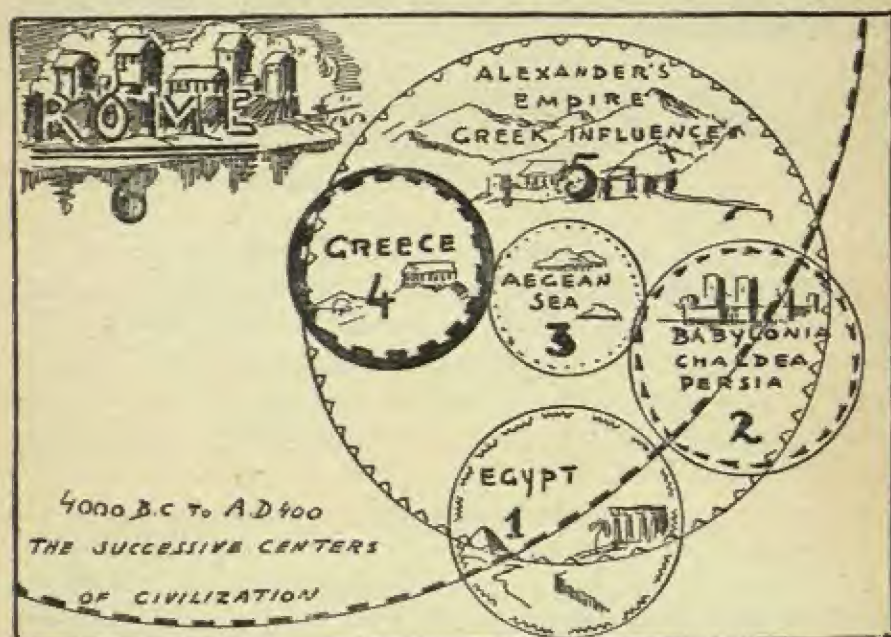 ROME
6
ALEXANDER'S
EMPIRE
GREEK INFLUENCE
5
GREECE
4
AEGEAN
SEA
3
BABYLONIA
CHALDEA
PERSIA
2
EGYPT
1
4000 B.C TO A.D 400
THE SUCCESSIVE CENTERS
OF CIVILIZATION